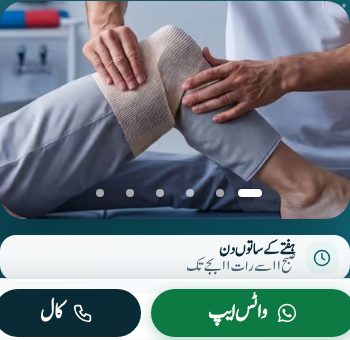 ہفتے کے ساتوں دن
صبح ۱۱ سے رات ۱۱ بجے تک
واٹس ایپ
کال